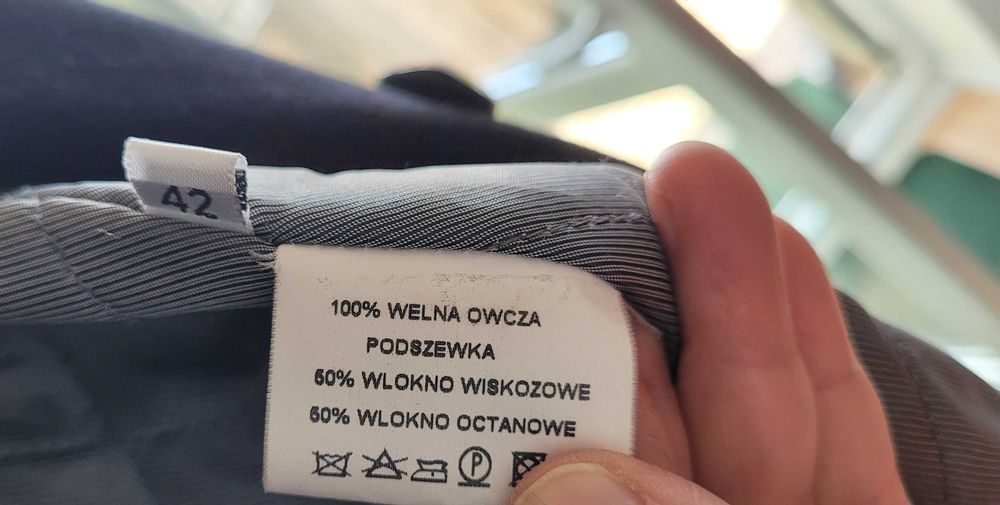 42
100% WELNA OWCZA
PODSZEWKA
50% WLOKNO WISKOZOWE
50% WLOKNO OCTANOWE
P